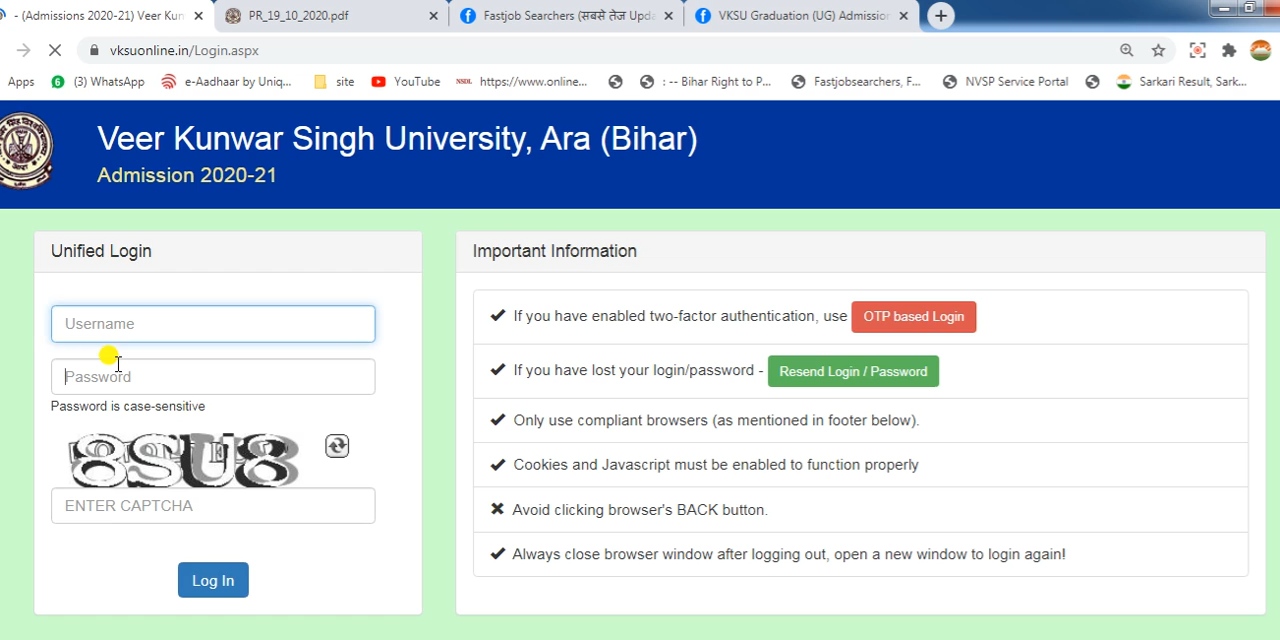 - (Admissions 2020-21) Veer Kun
PR_19_10_2020.pdf
Fastjob Searchers (सबसे तेज Upda
VKSU Graduation (UG) Admission
vksuonline.in/Login.aspx
Apps
(3) WhatsApp
e-Aadhaar by Uniq...
site
YouTube
NSDL
https://www.online...
: -- Bihar Right to P...
Fastjobsearchers, F...
NVSP Service Portal
Sarkari Result, Sark...
Veer Kunwar Singh University, Ara (Bihar)
Admission 2020-21
Unified Login
Username
Password
Password is case-sensitive
8SU8
ENTER CAPTCHA
Log In
Important Information
If you have enabled two-factor authentication, use OTP based Login
If you have lost your login/password - Resend Login / Password
Only use compliant browsers (as mentioned in footer below).
Cookies and Javascript must be enabled to function properly
Avoid clicking browser's BACK button.
Always close browser window after logging out, open a new window to login again!